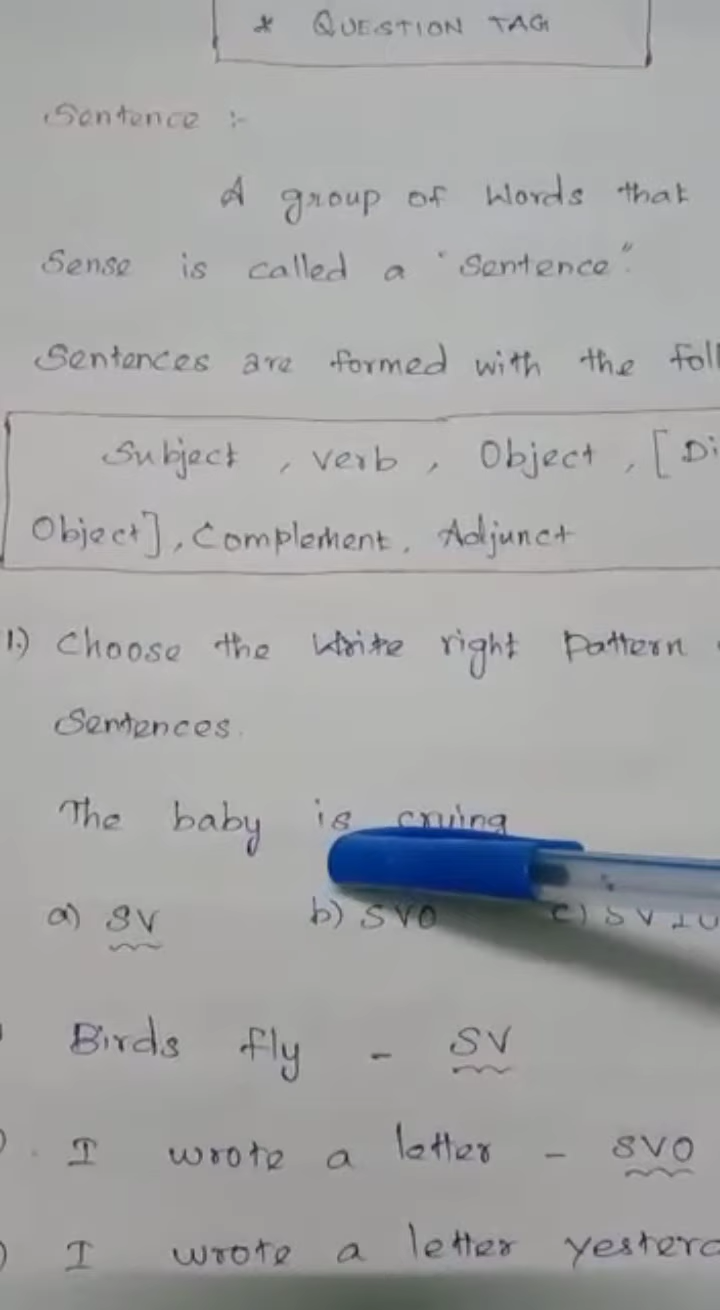 * QUESTION TAG
Sentence :-
A group of words that
Sense is called a "Sentence".
Sentences are formed with the
Subject, verb, Object, [
Object], Complement, Adjunct
1.) Choose the Write right Pattern
Sentences.
The baby is crying
a) SV b) SVO c) SV
Birds fly - SV
I wrote a letter - SVO
I wrote a letter